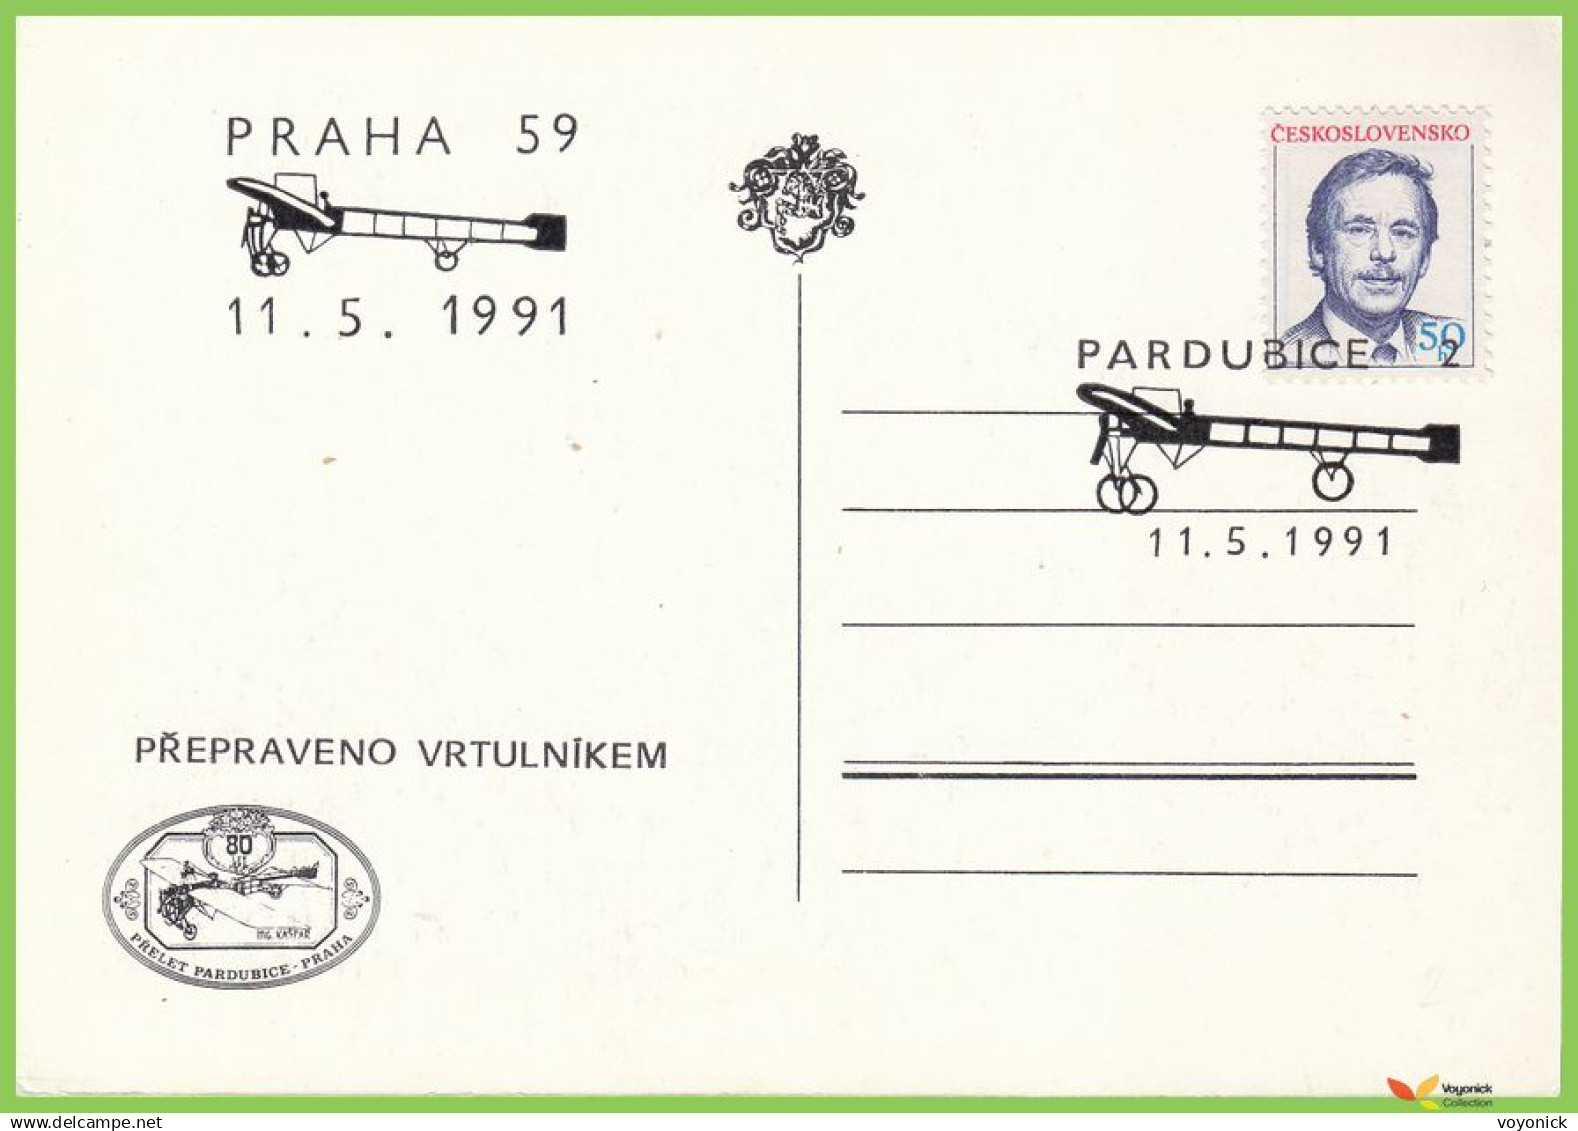 PRAHA 59
11.5.1991
ČESKOSLOVENSKO
50
h
PARDUBICE 2
11.5.1991
PŘEPRAVENO VRTULNÍKEM
80
LET
ING. KAŠPAR
PŘELET PARDUBICE - PRAHA
Voyonick
Collection
voyonick